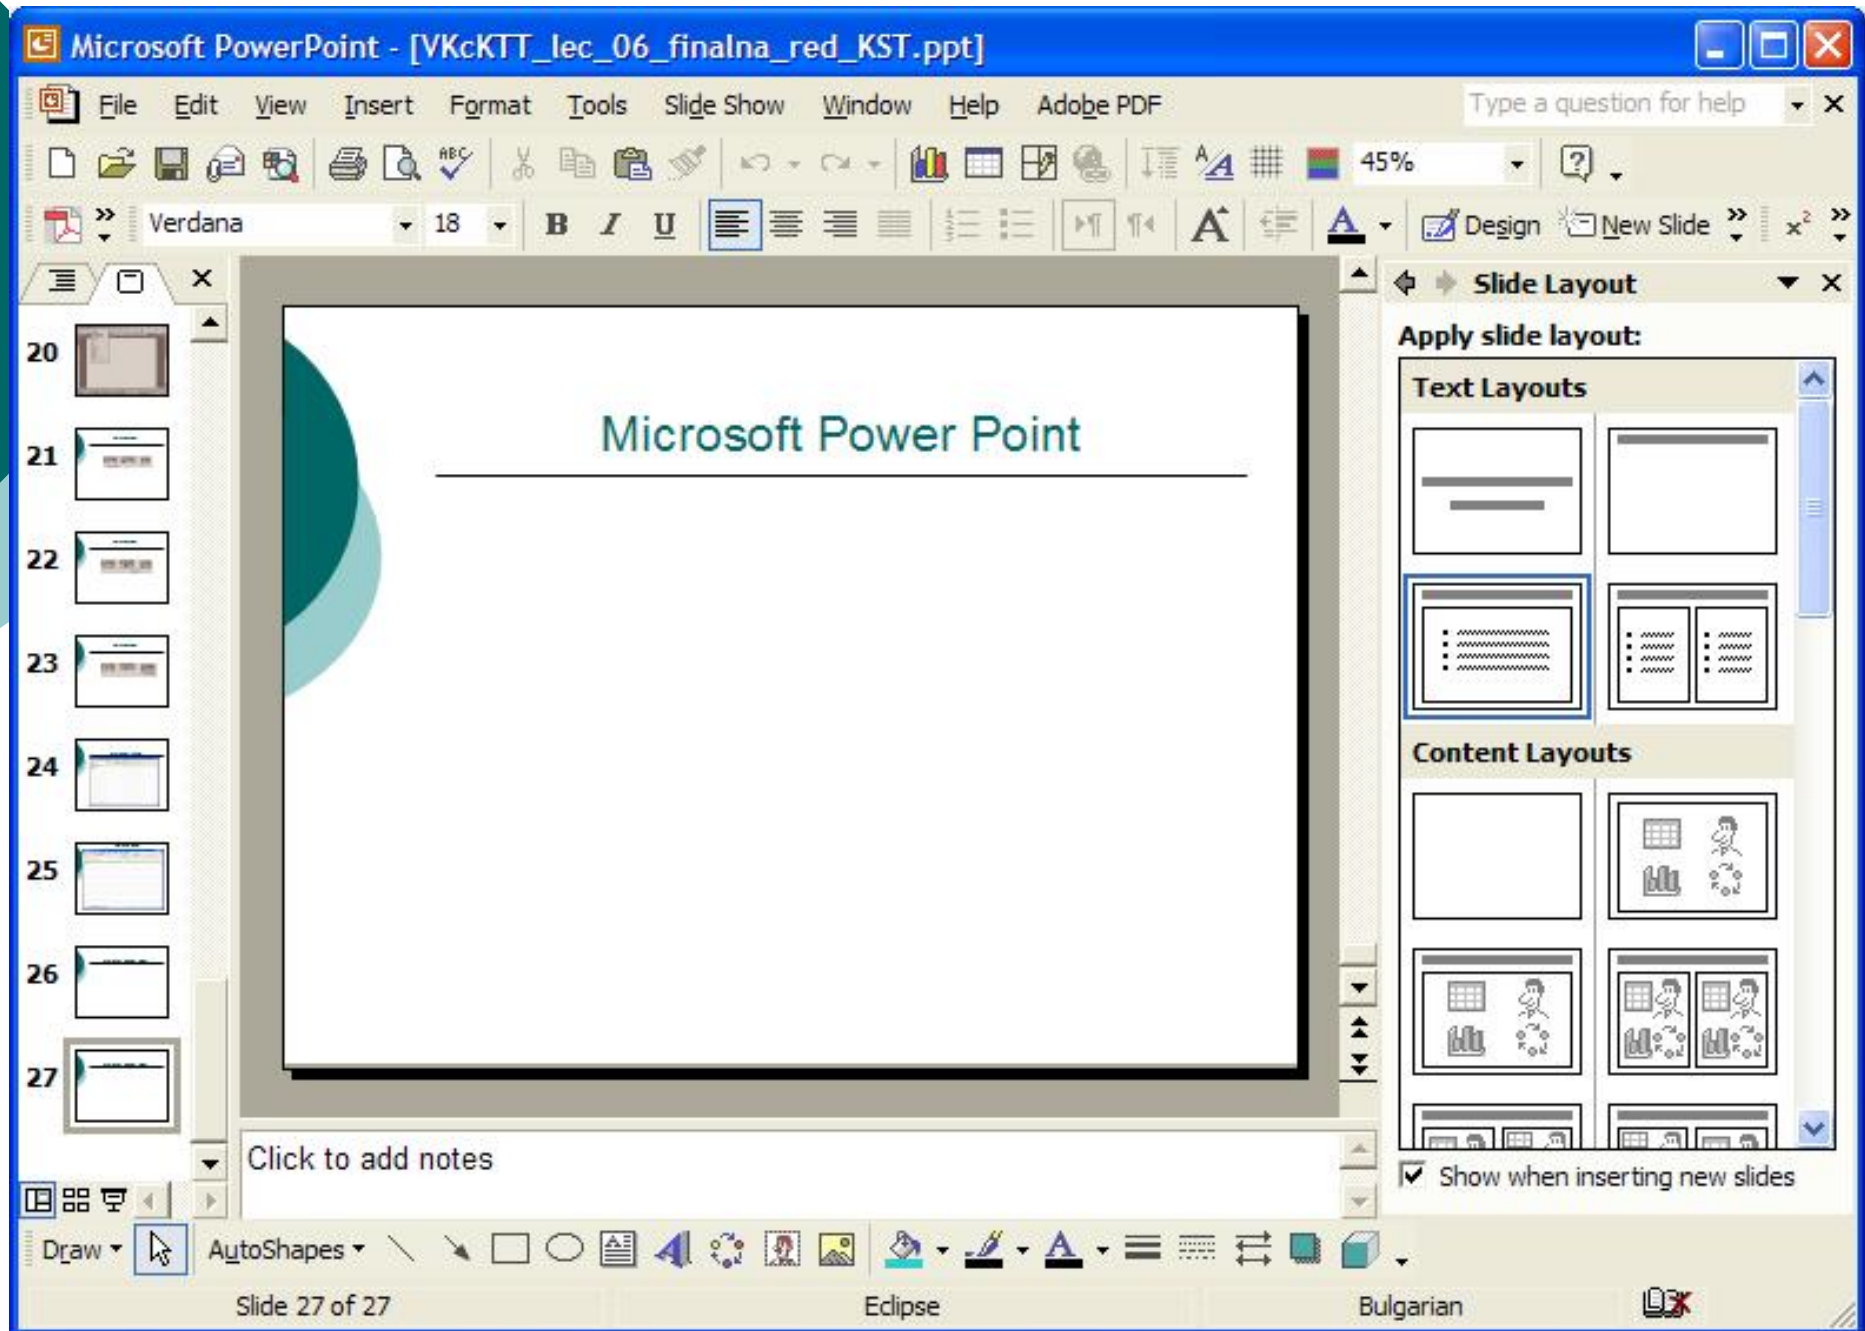 Microsoft PowerPoint - [VKcKTT_lec_06_finalna_red_KST.ppt]
File Edit View Insert Format Tools Slide Show Window Help Adobe PDF Type a question for help
ABC 45%
Verdana 18 B I U A A Design New Slide x²
Slide Layout
Apply slide layout:
Text Layouts
20
21
22
23
24
25
26
27
Microsoft Power Point
Content Layouts
Click to add notes
Show when inserting new slides
Draw AutoShapes A A
Slide 27 of 27 Eclipse Bulgarian